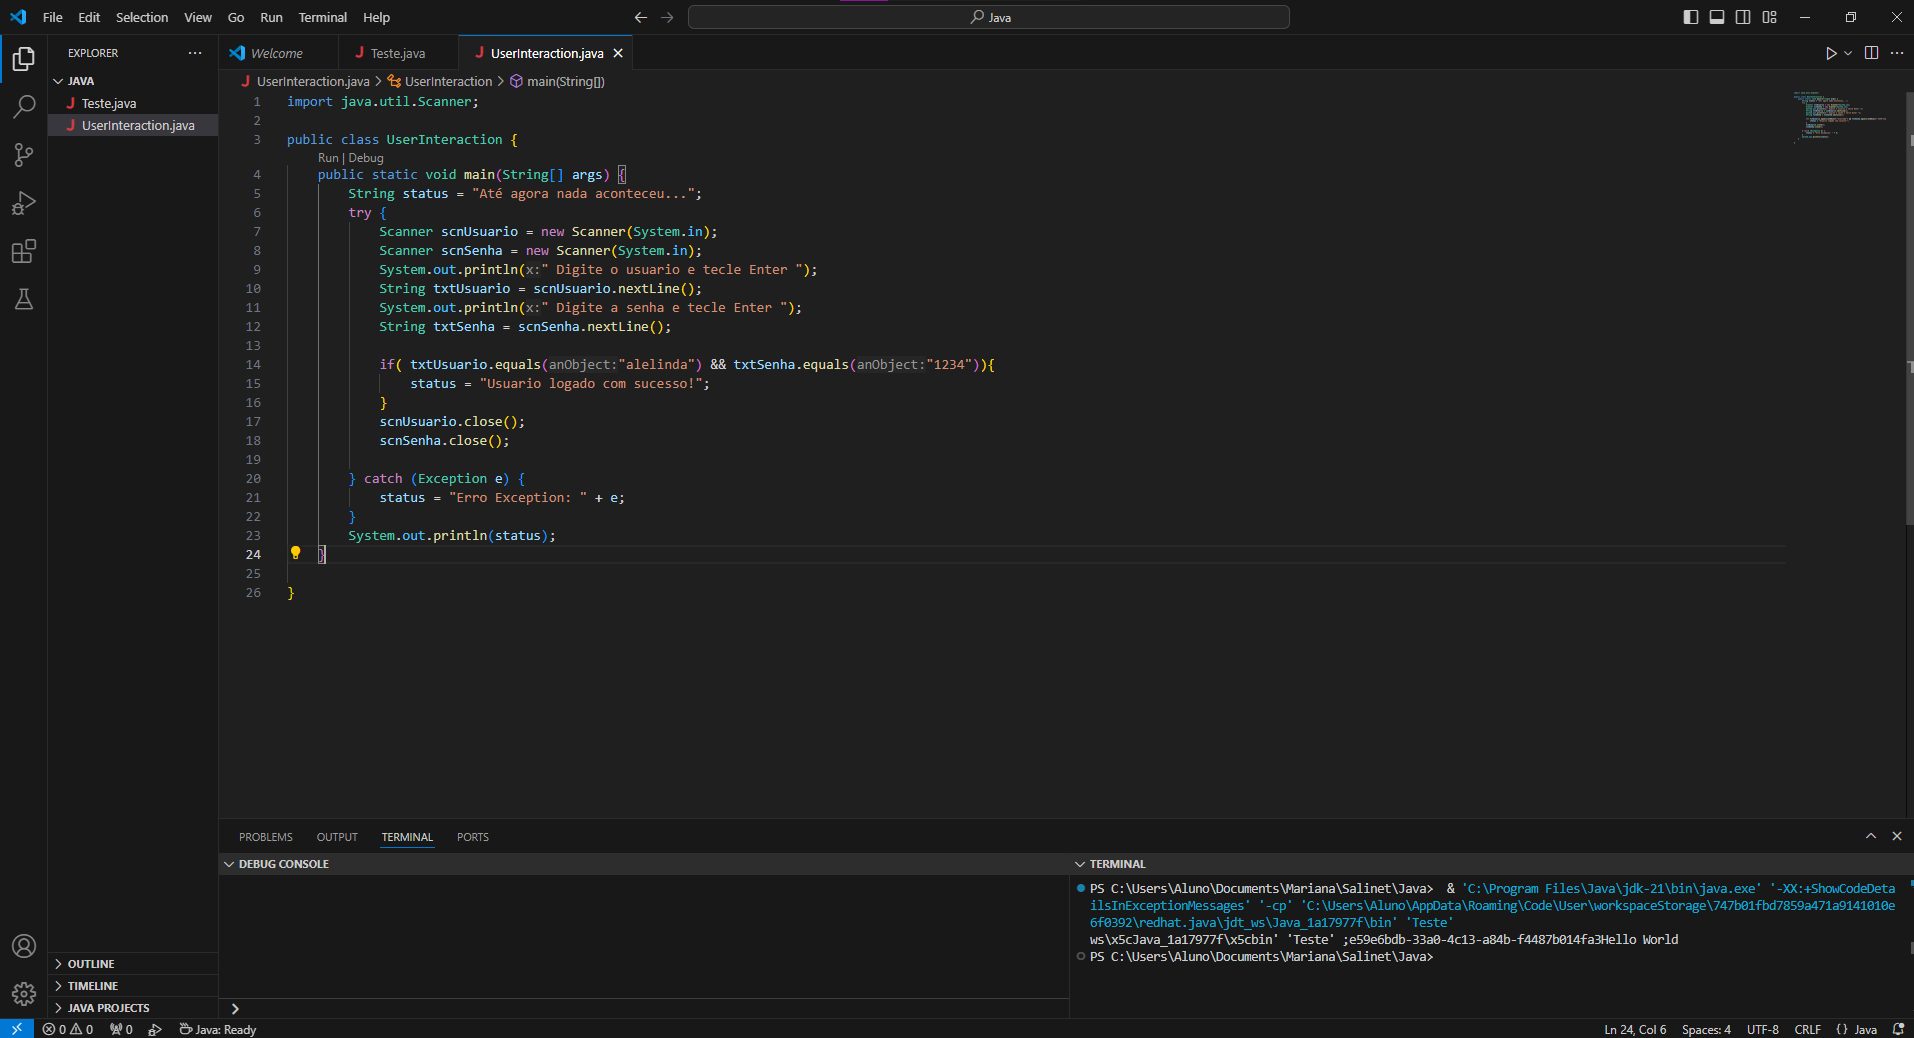 File Edit Selection View Go Run Terminal Help
Java
EXPLORER
JAVA
Teste.java
UserInteraction.java
OUTLINE
TIMELINE
JAVA PROJECTS
Welcome
Teste.java
UserInteraction.java
UserInteraction.java > UserInteraction > main(String[])
1 import java.util.Scanner;
2
3 public class UserInteraction {
Run | Debug
4 public static void main(String[] args) {
5 String status = "Até agora nada aconteceu...";
6 try {
7 Scanner scnUsuario = new Scanner(System.in);
8 Scanner scnSenha = new Scanner(System.in);
9 System.out.println(x:" Digite o usuario e tecle Enter ");
10 String txtUsuario = scnUsuario.nextLine();
11 System.out.println(x:" Digite a senha e tecle Enter ");
12 String txtSenha = scnSenha.nextLine();
13
14 if( txtUsuario.equals(anObject:"alelinda") && txtSenha.equals(anObject:"1234")){
15 status = "Usuario logado com sucesso!";
16 }
17 scnUsuario.close();
18 scnSenha.close();
19
20 } catch (Exception e) {
21 status = "Erro Exception: " + e;
22 }
23 System.out.println(status);
24 }
25
26 }
PROBLEMS OUTPUT TERMINAL PORTS
DEBUG CONSOLE
TERMINAL
PS C:\Users\Aluno\Documents\Mariana\Salinet\Java> & 'C:\Program Files\Java\jdk-21\bin\java.exe' '-XX:+ShowCodeDeta
ilsInExceptionMessages' '-cp' 'C:\Users\Aluno\AppData\Roaming\Code\User\workspaceStorage\747b01fbd7859a471a9141010e
6f0392\redhat.java\jdt_ws\Java_1a17977f\bin' 'Teste'
ws\x5cJava_1a17977f\x5cbin' 'Teste' ;e59e6bdb-33a0-4c13-a84b-f4487b014fa3Hello World
PS C:\Users\Aluno\Documents\Mariana\Salinet\Java>
0 0 0 Java: Ready
Ln 24, Col 6 Spaces: 4 UTF-8 CRLF {} Java